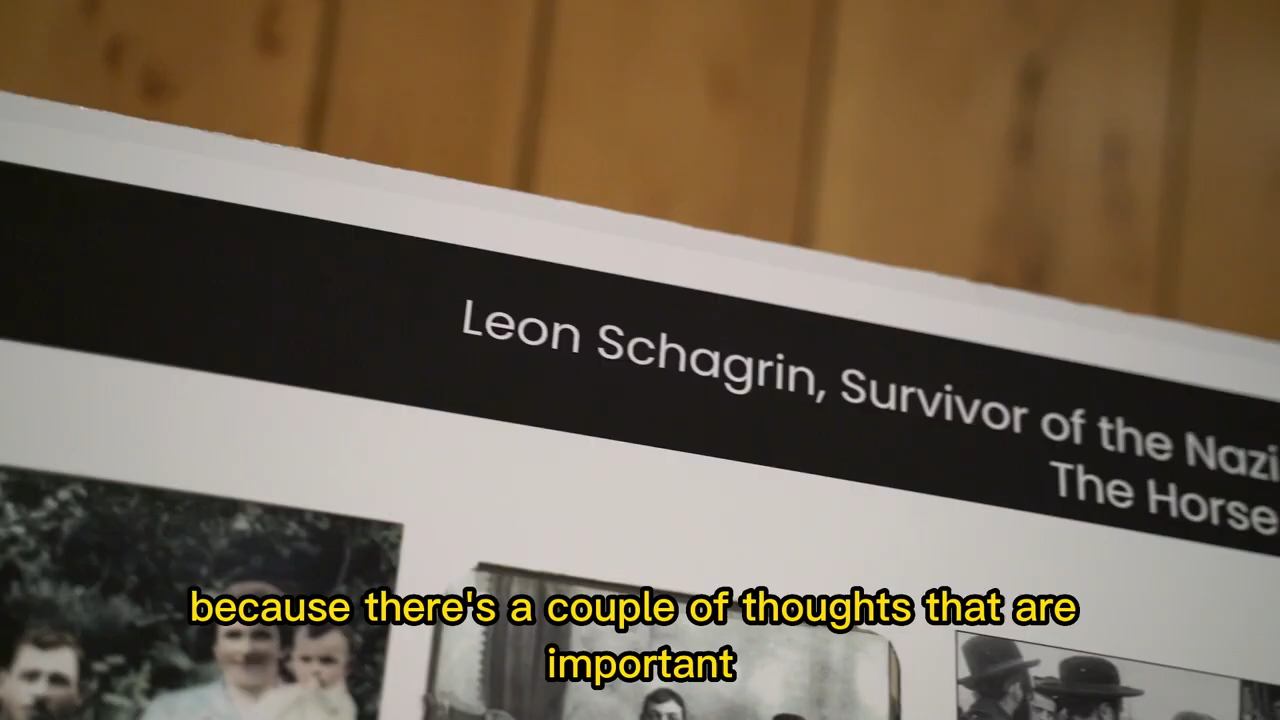 Leon Schagrin, Survivor of the Nazi
The Horse
because there's a couple of thoughts that are
important